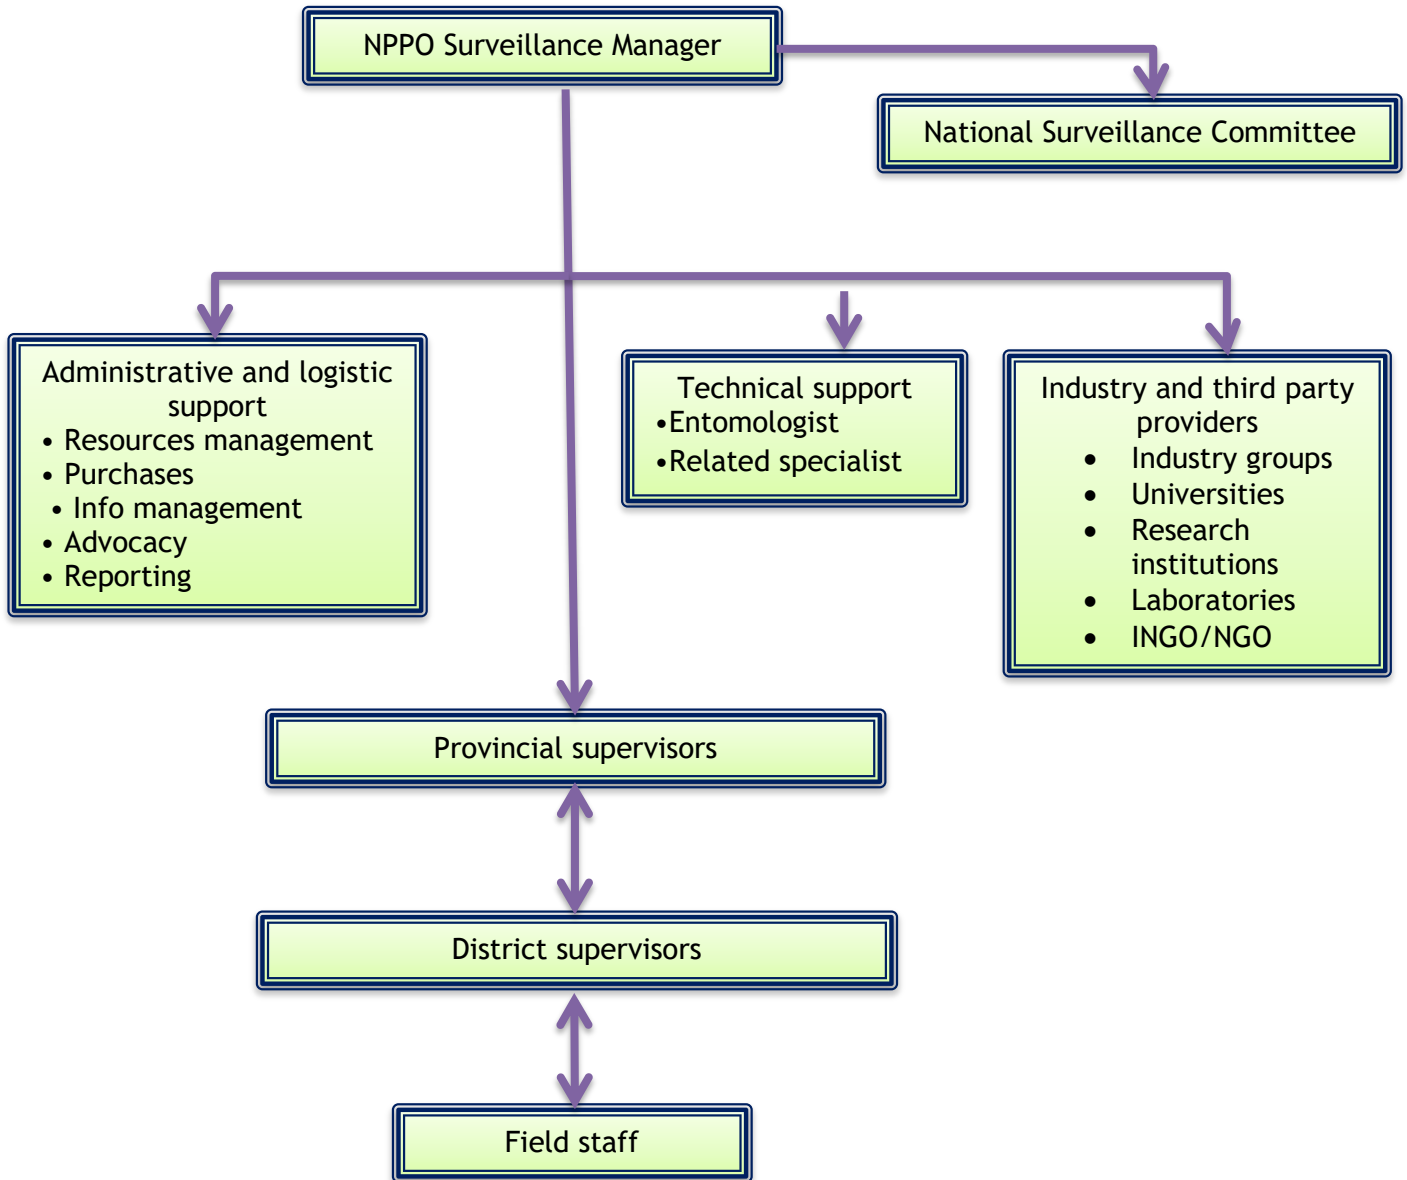 NPPO Surveillance Manager
National Surveillance Committee
Administrative and logistic
support
• Resources management
• Purchases
• Info management
• Advocacy
• Reporting
Technical support
•Entomologist
•Related specialist
Industry and third party
providers
• Industry groups
• Universities
• Research
institutions
• Laboratories
• INGO/NGO
Provincial supervisors
District supervisors
Field staff